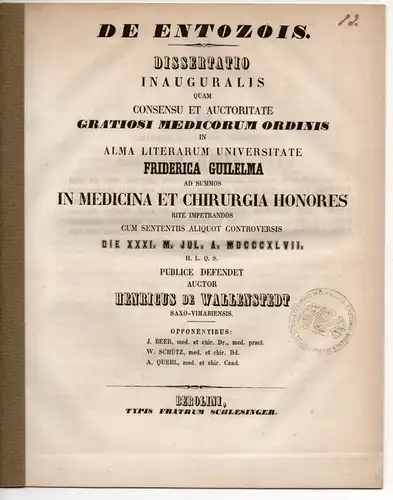 12.
DE ENTOZOIS.
DISSERTATIO
INAUGURALIS
QUAM
CONSENSU ET AUCTORITATE
GRATIOSI MEDICORUM ORDINIS
IN
ALMA LITERARUM UNIVERSITATE
FRIDERICA GUILELMA
AD SUMMOS
IN MEDICINA ET CHIRURGIA HONORES
RITE IMPETRANDOS
CUM SENTENTIIS ALIQUOT CONTROVERSIS
DIE XXXI. M. JUL. A. MDCCCXLVII.
H. L. Q. S.
PUBLICE DEFENDET
AUCTOR
HENRICUS DE WALLENSTEDT
SAXO-VIMARIENSIS.
OPPONENTIBUS:
J. BEER, med. et chir. Dr., med. pract.
W. SCHÜTZ, med. et chir. Dd.
A. QUEHL, med. et chir. Cand.
BEROLINI,
TYPIS FRATRUM SCHLESINGER.